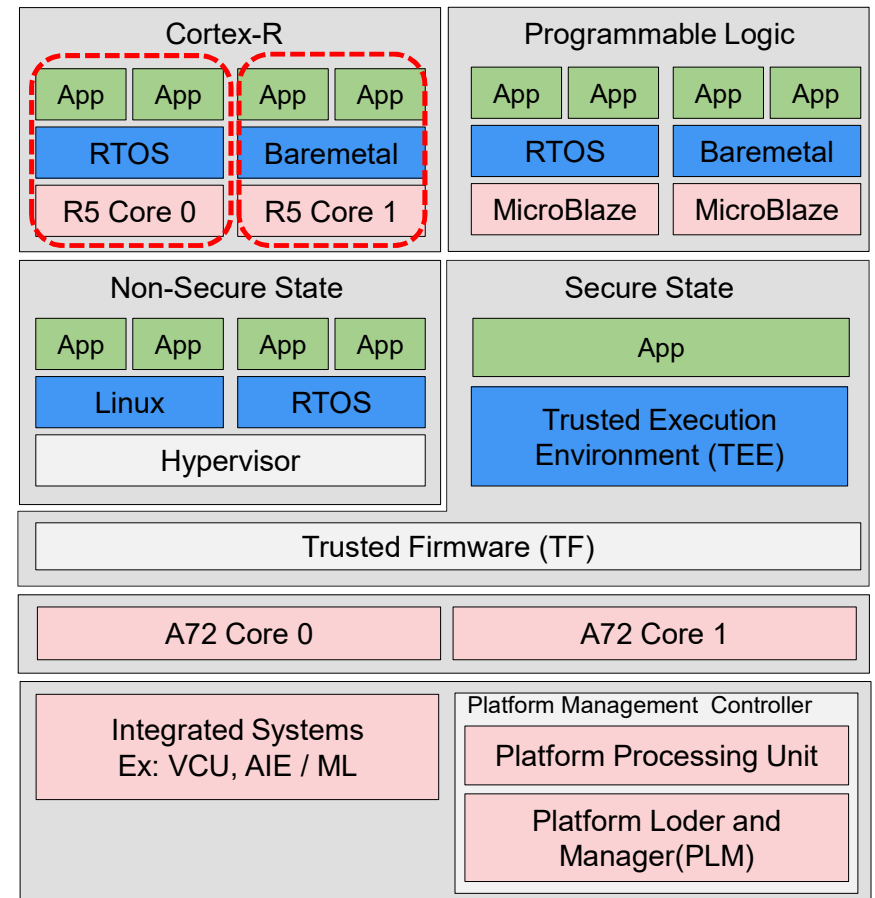 Cortex-R
App App App App
RTOS Baremetal
R5 Core 0 R5 Core 1
Programmable Logic
App App App App
RTOS Baremetal
MicroBlaze MicroBlaze
Non-Secure State
App App App App
Linux RTOS
Hypervisor
Secure State
App
Trusted Execution
Environment (TEE)
Trusted Firmware (TF)
A72 Core 0 A72 Core 1
Integrated Systems
Ex: VCU, AIE / ML
Platform Management Controller
Platform Processing Unit
Platform Loder and
Manager(PLM)